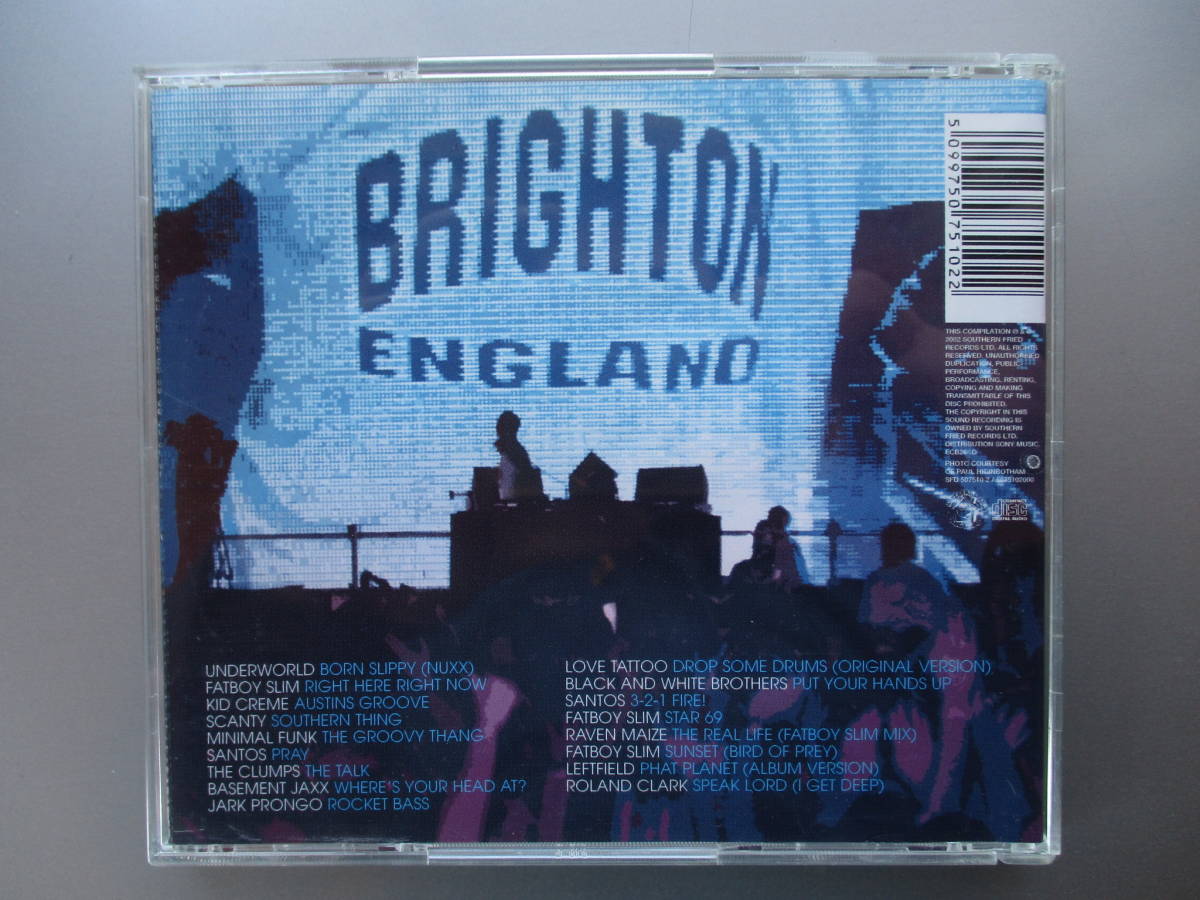 BRIGHTON
ENGLAND
5 099750 751022
THIS COMPILATION ℗ & ©
2002 SOUTHERN FRIED
RECORDS LTD. ALL RIGHTS
RESERVED. UNAUTHORISED
DUPLICATION, PUBLIC
PERFORMANCE,
BROADCASTING, RENTING,
COPYING AND MAKING
TRANSMITTABLE OF THIS
DISC PROHIBITED.
THE COPYRIGHT IN THIS
SOUND RECORDING IS
OWNED BY SOUTHERN
FRIED RECORDS LTD.
DISTRIBUTION SONY MUSIC.
PHOTO COURTESY
OF PAUL HIGINBOTHAM
COMPACT
DISC
DIGITAL AUDIO
UNDERWORLD BORN SLIPPY (NUXX)
FATBOY SLIM RIGHT HERE RIGHT NOW
KID CREME AUSTINS GROOVE
SCANTY SOUTHERN THING
MINIMAL FUNK THE GROOVY THANG
SANTOS PRAY
THE CLUMPS THE TALK
BASEMENT JAXX WHERE'S YOUR HEAD AT?
JARK PRONGO ROCKET BASS
LOVE TATTOO DROP SOME DRUMS (ORIGINAL VERSION)
BLACK AND WHITE BROTHERS PUT YOUR HANDS UP
SANTOS 3-2-1 FIRE!
FATBOY SLIM STAR 69
RAVEN MAIZE THE REAL LIFE (FATBOY SLIM MIX)
FATBOY SLIM SUNSET (BIRD OF PREY)
LEFTFIELD PHAT PLANET (ALBUM VERSION)
ROLAND CLARK SPEAK LORD (I GET DEEP)